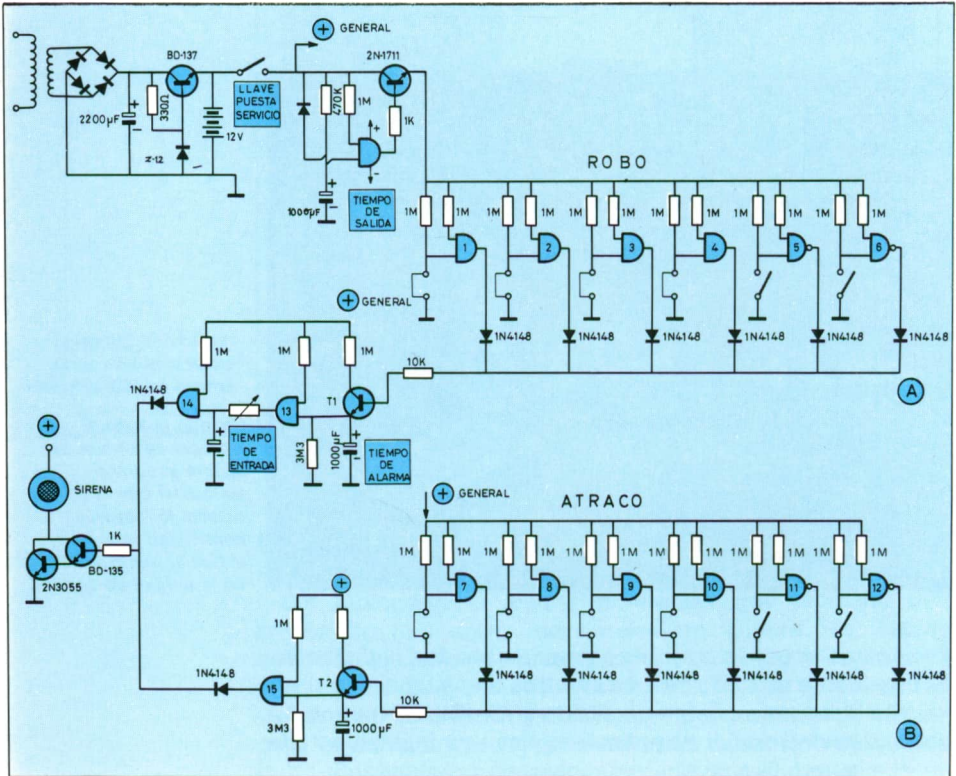 + GENERAL
BD-137
2N-1711
LLAVE
PUESTA
SERVICIO
2200µF
+
-
330Ω
Z-12
12V
470K
1M
1K
+
-
1000µF
+
-
TIEMPO
DE
SALIDA
ROBO
1M 1M 1M 1M 1M 1M 1M 1M 1M 1M 1M 1M
1 2 3 4 5 6
1N4148 1N4148 1N4148 1N4148 1N4148 1N4148
A
+ GENERAL
1M 1M 1M
10K
1N4148
14
13
T1
+
-
TIEMPO
DE
ENTRADA
3M3
1000µF
+
-
TIEMPO
DE
ALARMA
+
SIRENA
1K
BD-135
2N3055
ATRACO
+ GENERAL
1M 1M 1M 1M 1M 1M 1M 1M 1M 1M 1M 1M
7 8 9 10 11 12
1N4148 1N4148 1N4148 1N4148 1N4148 1N4148
B
+
1M
1N4148
15
T2
10K
3M3
+
-
1000µF